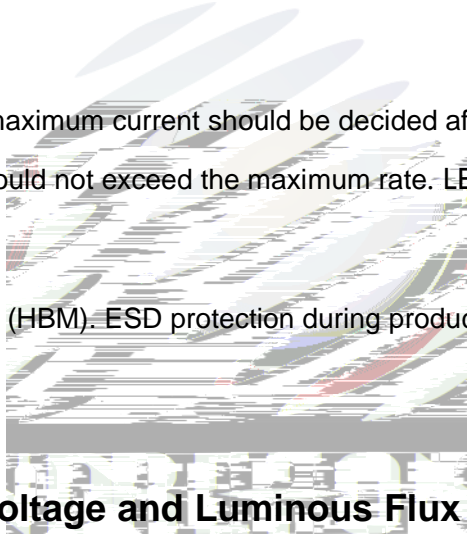 maximum current should be decided af
ould not exceed the maximum rate. LE
(HBM). ESD protection during produc
oltage and Luminous Flux